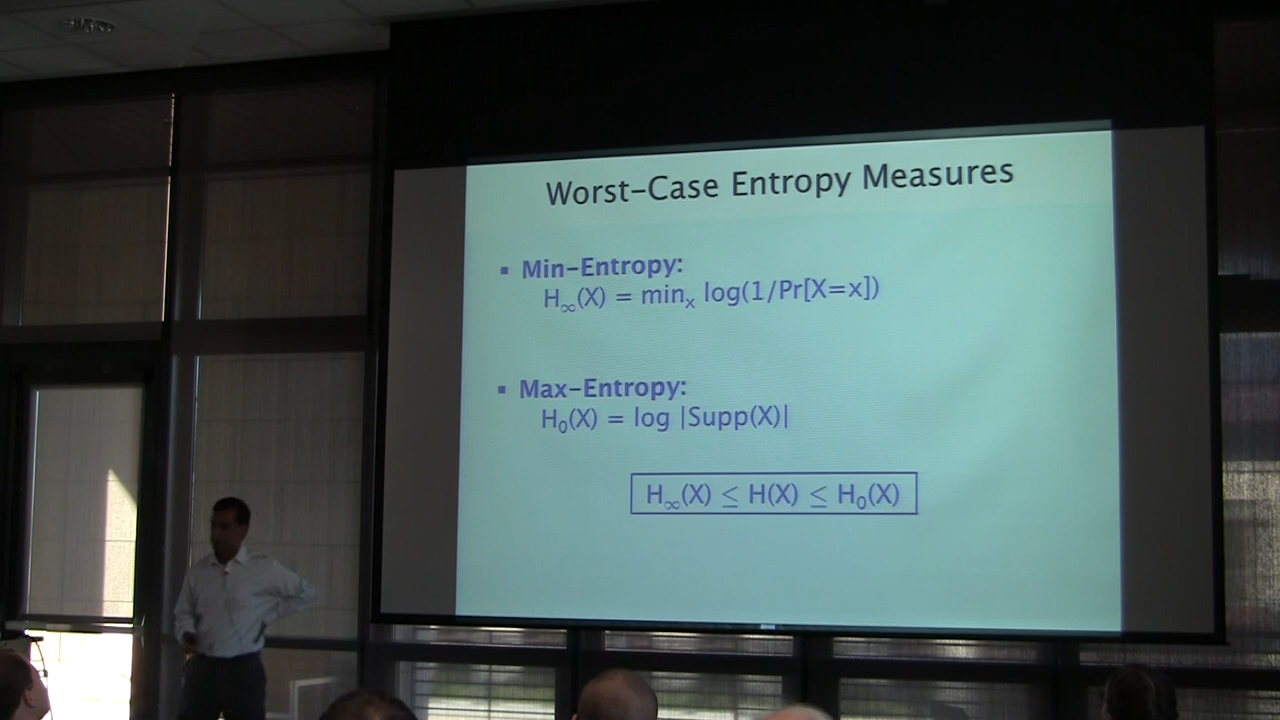 Worst-Case Entropy Measures
▪ Min-Entropy:
H∞(X) = minₓ log(1/Pr[X=x])
▪ Max-Entropy:
H₀(X) = log |Supp(X)|
H∞(X) ≤ H(X) ≤ H₀(X)